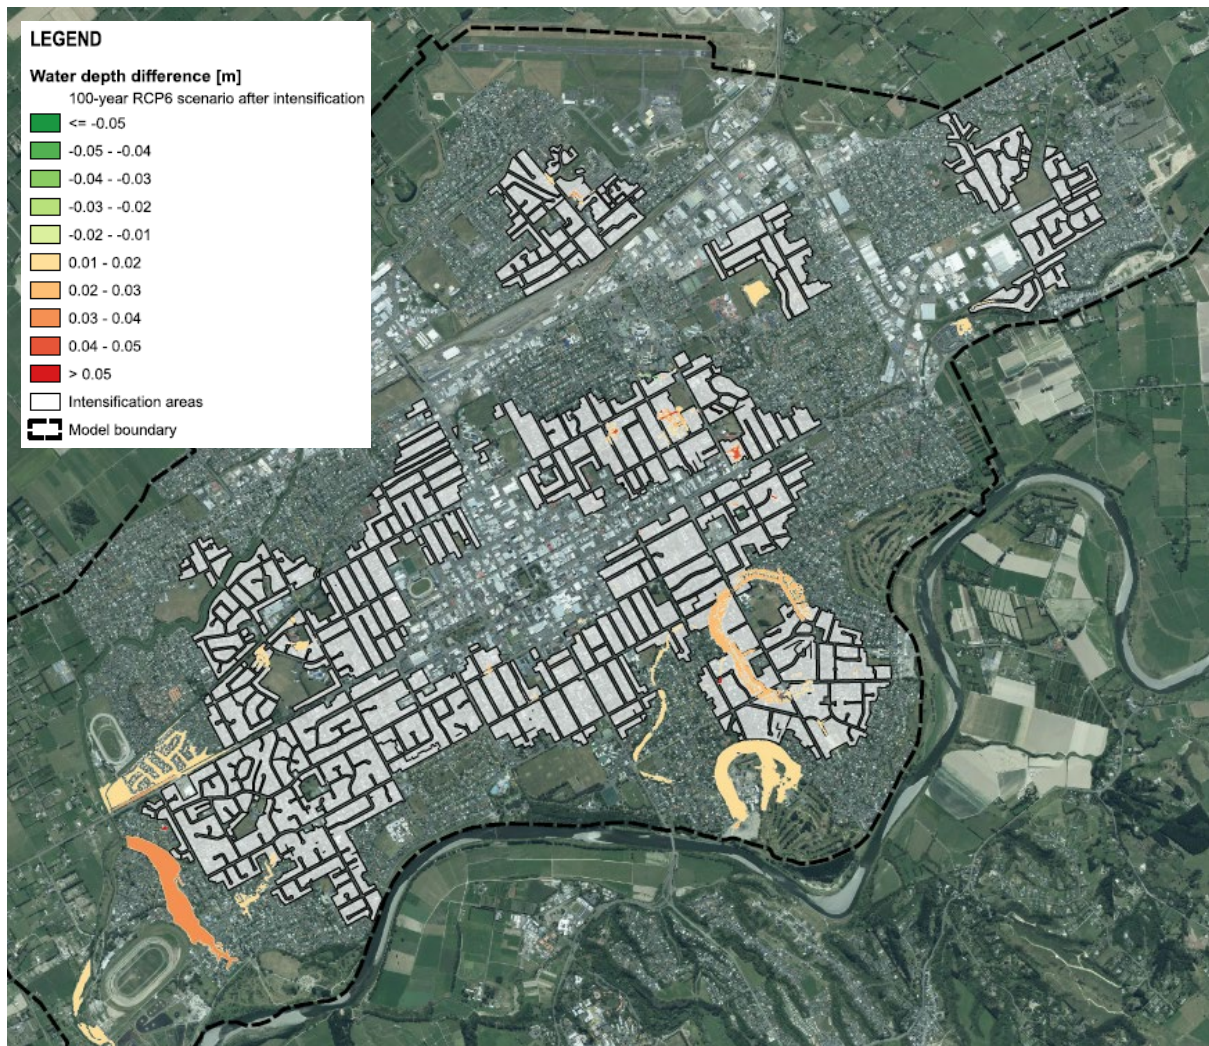 LEGEND
Water depth difference [m]
100-year RCP6 scenario after intensification
<= -0.05
-0.05 - -0.04
-0.04 - -0.03
-0.03 - -0.02
-0.02 - -0.01
0.01 - 0.02
0.02 - 0.03
0.03 - 0.04
0.04 - 0.05
> 0.05
Intensification areas
Model boundary